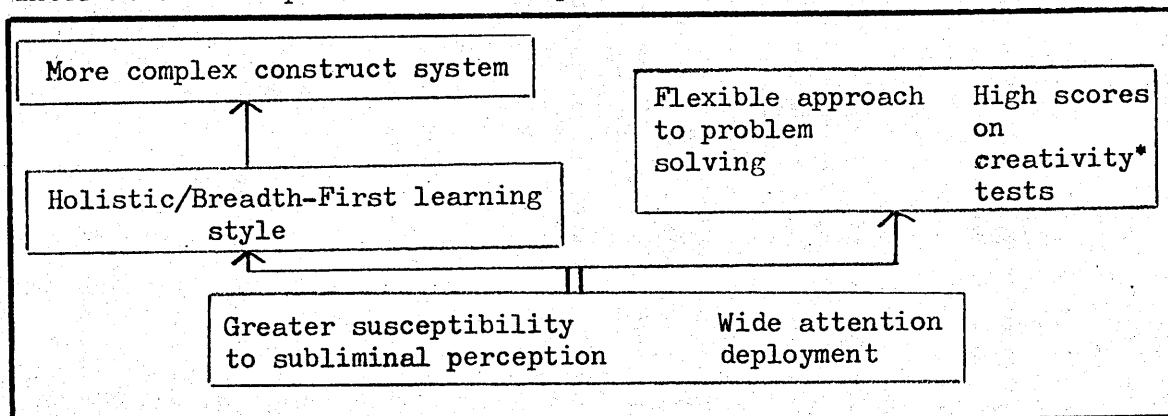 More complex construct system
Flexible approach
to problem
solving
High scores
on
creativity*
tests
Holistic/Breadth-First learning
style
Greater susceptibility
to subliminal perception
Wide attention
deployment